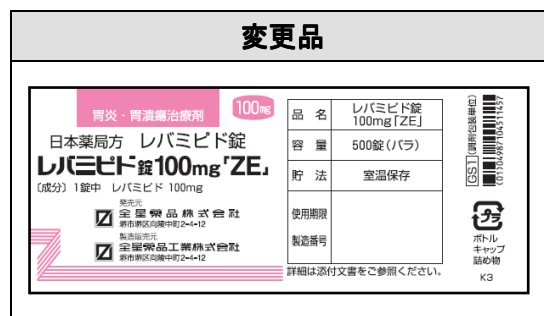 変更品
胃炎・胃潰瘍治療剤
100mg
日本薬局方 レバミピド錠
レバミピド錠100mg「ZE」
(成分) 1錠中 レバミピド 100mg
発売元
全星薬品株式会社
堺市堺区向陵中町2-4-12
製造販売元
全星薬品工業株式会社
堺市堺区向陵中町2-4-12
品 名 レバミピド錠
100mg「ZE」
容 量 500錠(バラ)
貯 法 室温保存
使用期限
製造番号
詳細は添付文書をご参照ください。
GS1 (調剤包装単位)
(01)04987104511457
プラ
ボトル
キャップ
詰め物
K3